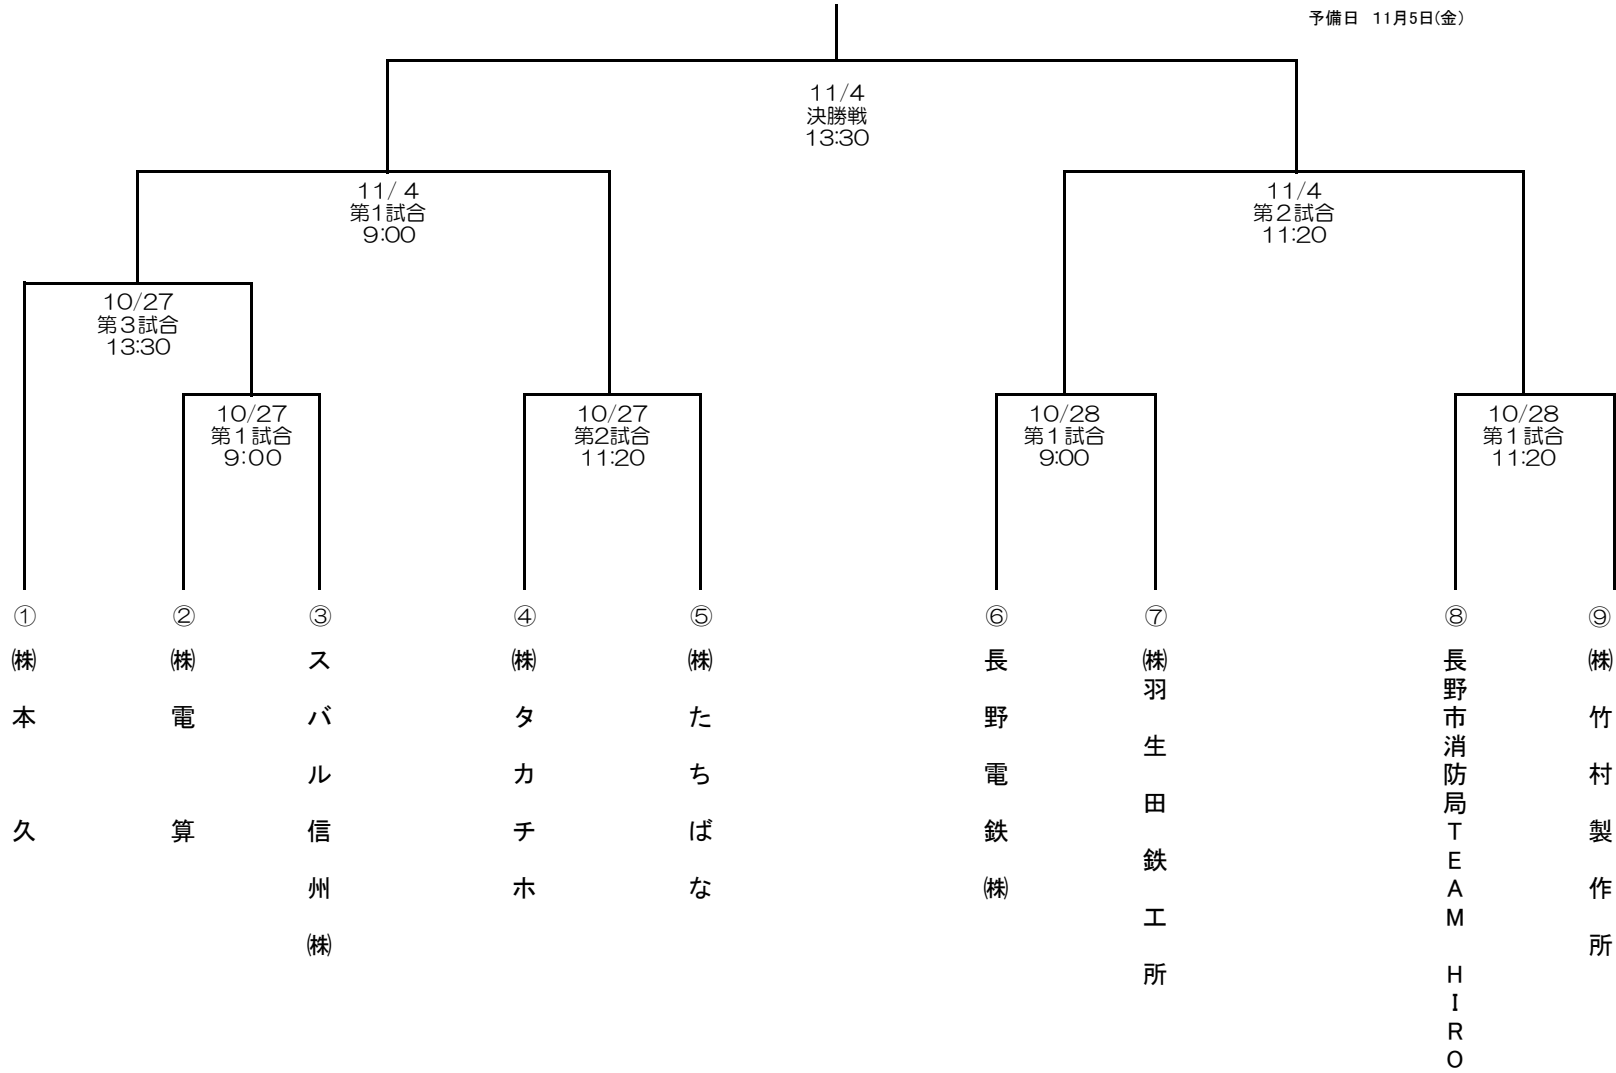 予備日 11月5日(金)
11/4
決勝戦
13:30
11/ 4
第1試合
9:00
11/4
第2試合
11:20
10/27
第3試合
13:30
10/27
第1試合
9:00
10/27
第2試合
11:20
10/28
第1試合
9:00
10/28
第1試合
11:20
①
㈱本久
②
㈱電算
③
スバル信州㈱
④
㈱タカチホ
⑤
㈱たちばな
⑥
長野電鉄㈱
⑦
㈱羽生田鉄工所
⑧
長野市消防局TEAM HIRO
⑨
㈱竹村製作所